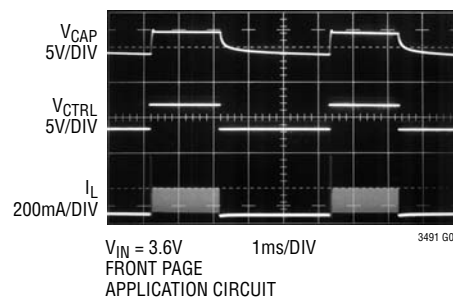 VCAP
5V/DIV
VCTRL
5V/DIV
IL
200mA/DIV
VIN = 3.6V
1ms/DIV
3491 G0
FRONT PAGE
APPLICATION CIRCUIT